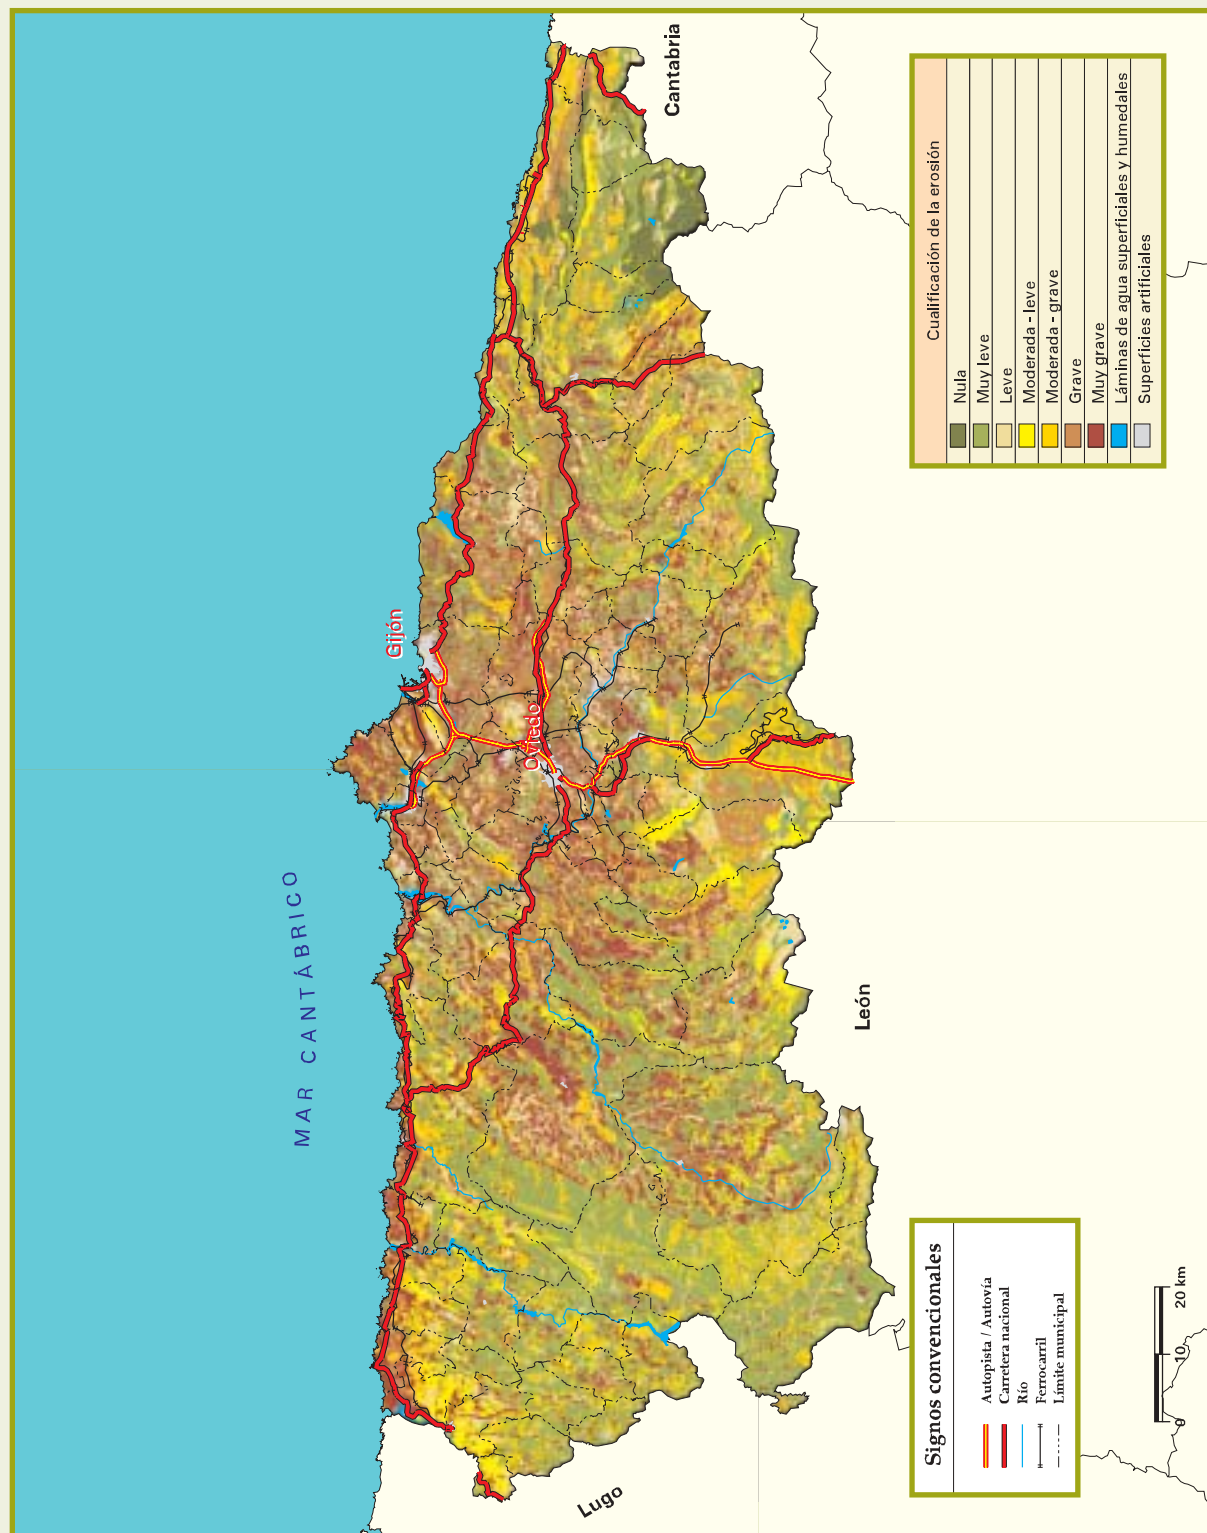 MAR CANTÁBRICO
Gijón
Oviedo
Cantabria
León
Lugo
Signos convencionales
Autopista / Autovía
Carretera nacional
Río
Ferrocarril
Límite municipal
0 10 20 km
Cualificación de la erosión
Nula
Muy leve
Leve
Moderada - leve
Moderada - grave
Grave
Muy grave
Láminas de agua superficiales y humedales
Superficies artificiales